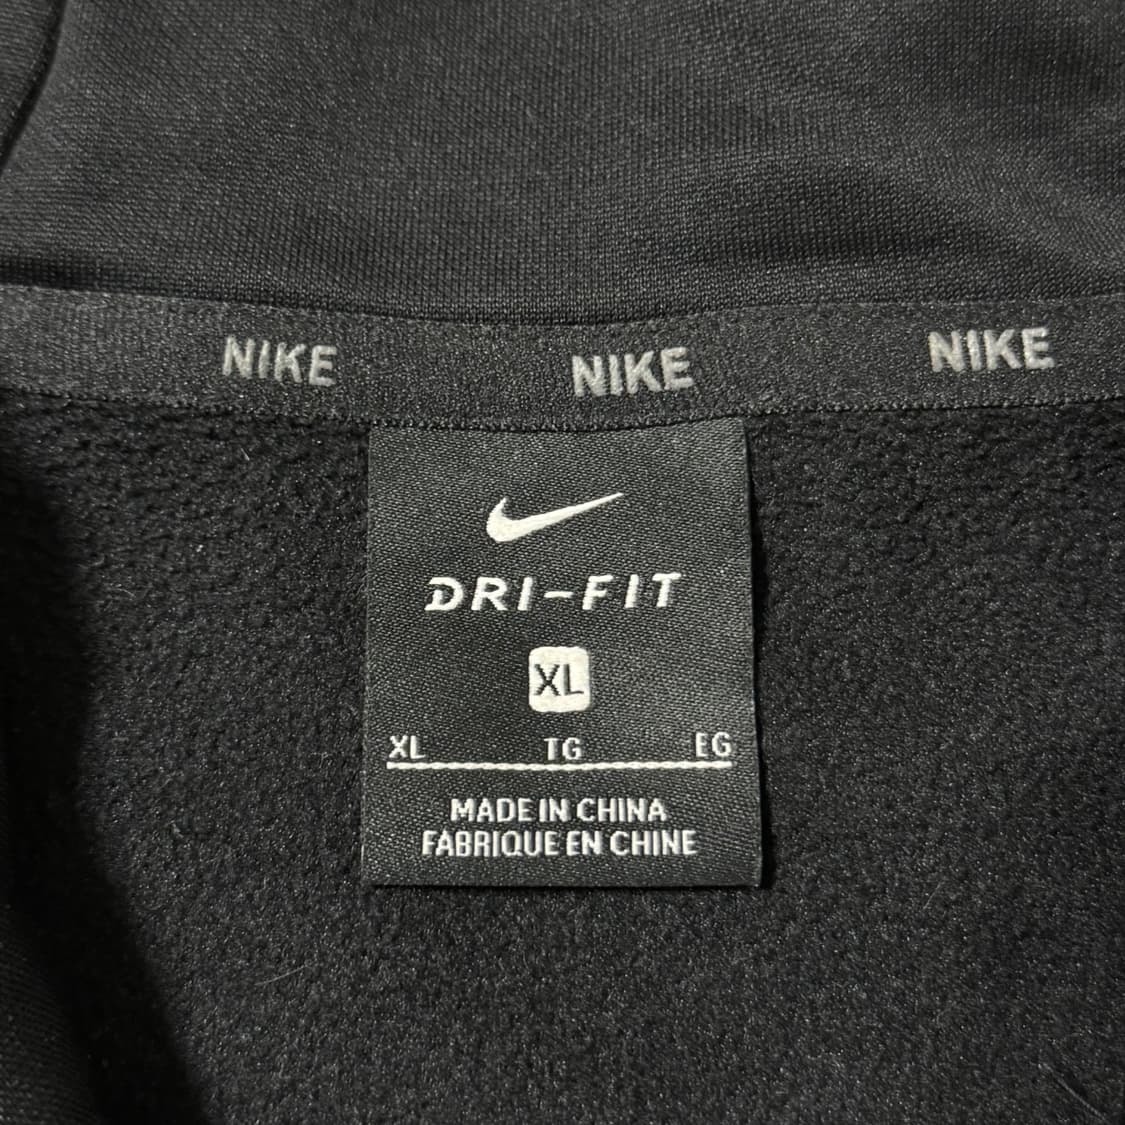 NIKE NIKE NIKE
DRI-FIT
XL
XL TG EG
MADE IN CHINA
FABRIQUE EN CHINE